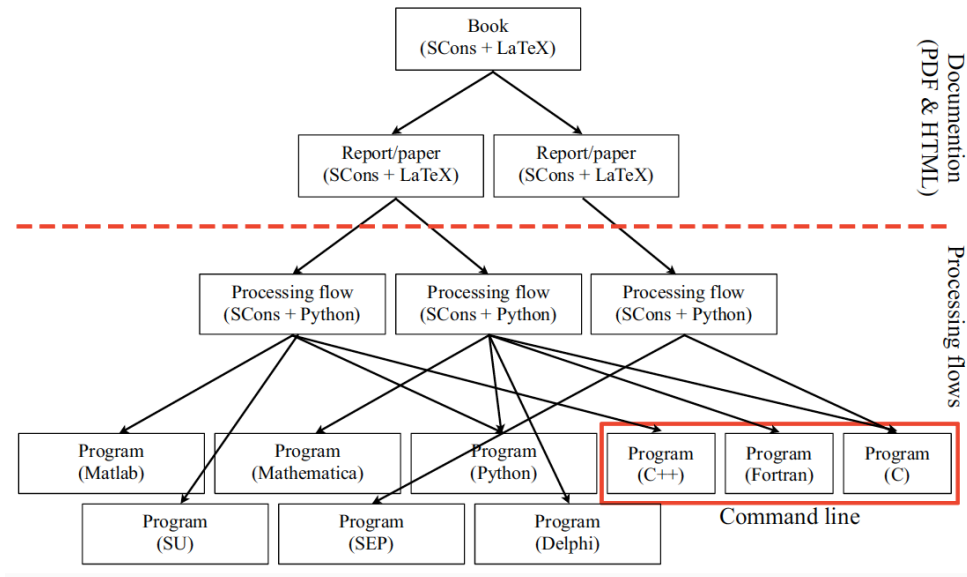 Book
(SCons + LaTeX)
Documention
(PDF & HTML)
Report/paper
(SCons + LaTeX)
Report/paper
(SCons + LaTeX)
Processing flows
Processing flow
(SCons + Python)
Processing flow
(SCons + Python)
Processing flow
(SCons + Python)
Program
(Matlab)
Program
(Mathematica)
Program
(Python)
Program
(C++)
Program
(Fortran)
Program
(C)
Program
(SU)
Program
(SEP)
Program
(Delphi)
Command line